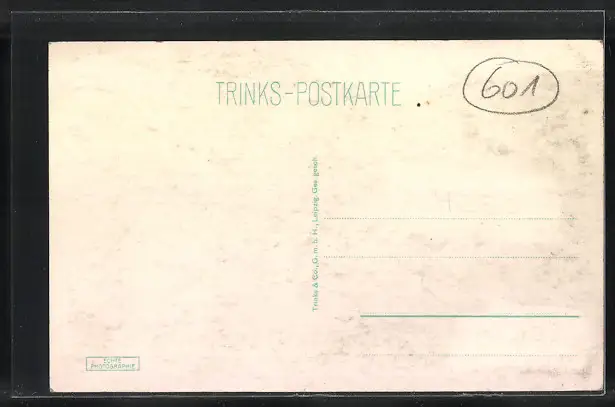 TRINKS-POSTKARTE
601
Trinks & Co., G. m. b. H., Leipzig. Ges. gesch.
ECHTE
PHOTOGRAPHIE